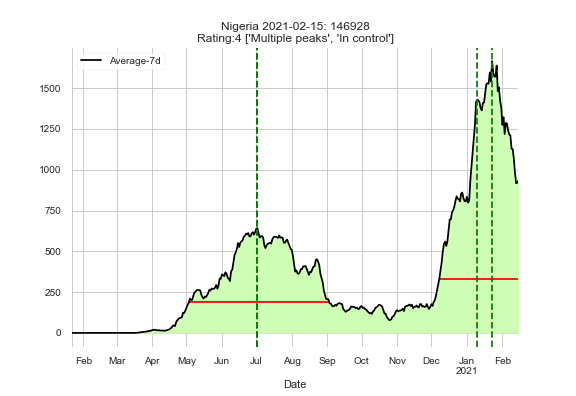 Nigeria 2021-02-15: 146928
Rating:4 ['Multiple peaks', 'In control']
Average-7d
1500
1250
1000
750
500
250
0
Feb Mar Apr May Jun Jul Aug Sep Oct Nov Dec Jan Feb
2021
Date